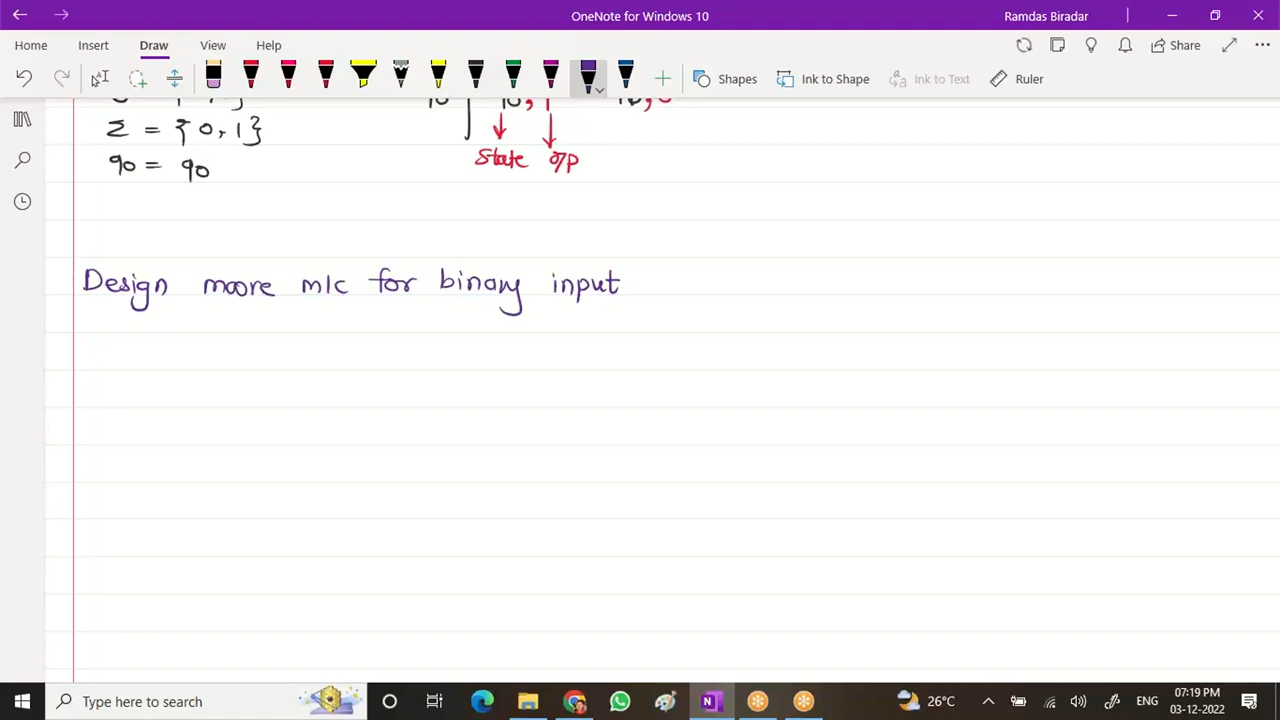 OneNote for Windows 10
Ramdas Biradar
Home Insert Draw View Help
Share
Shapes Ink to Shape Ink to Text Ruler
Σ = {0, 1}
q0 = q0
State o/p
Design moore m/c for binary input
Type here to search
26°C
ENG
07:19 PM
03-12-2022